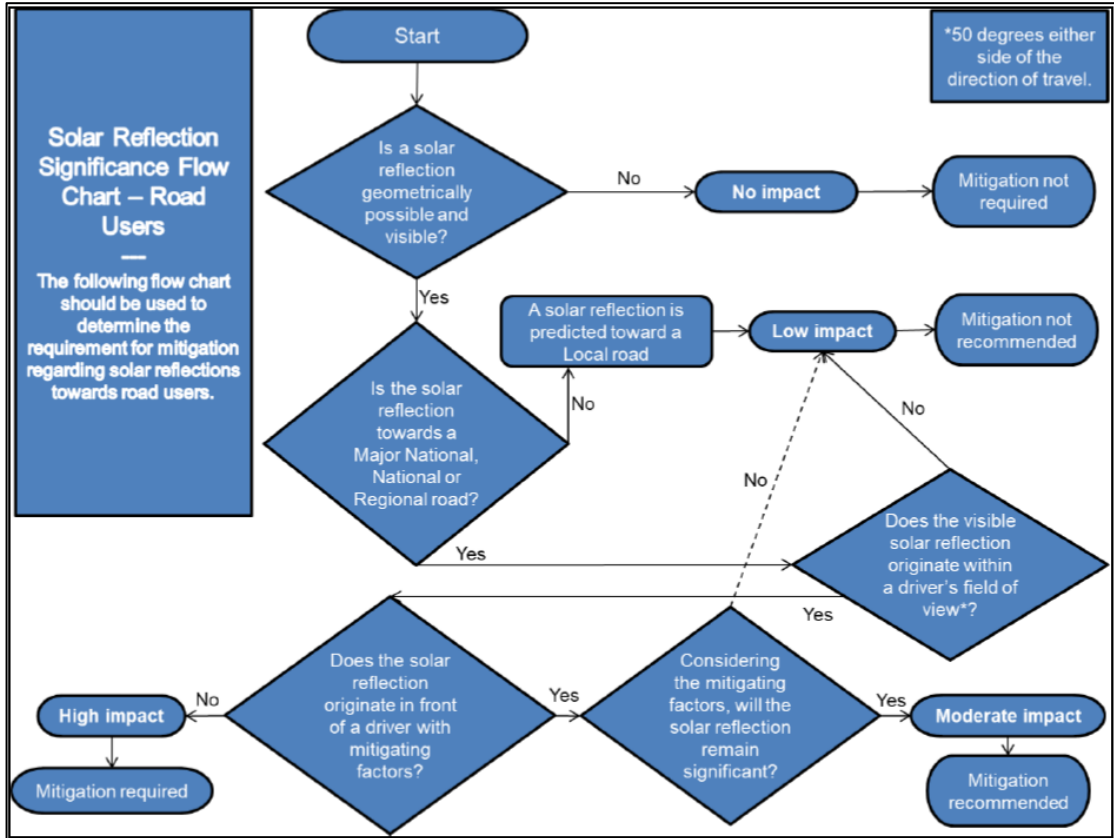 Solar Reflection
Significance Flow
Chart – Road
Users
—
The following flow chart
should be used to
determine the
requirement for mitigation
regarding solar reflections
towards road users.
Start
*50 degrees either
side of the
direction of travel.
Is a solar
reflection
geometrically
possible and
visible?
No
No impact
Mitigation not
required
Yes
Is the solar
reflection
towards a
Major National,
National or
Regional road?
No
A solar reflection is
predicted toward a
Local road
Low impact
Mitigation not
recommended
Yes
Does the visible
solar reflection
originate within
a driver's field of
view*?
No
Yes
Does the solar
reflection
originate in front
of a driver with
mitigating
factors?
No
High impact
Mitigation required
Yes
Considering
the mitigating
factors, will the
solar reflection
remain
significant?
No
Yes
Moderate impact
Mitigation
recommended